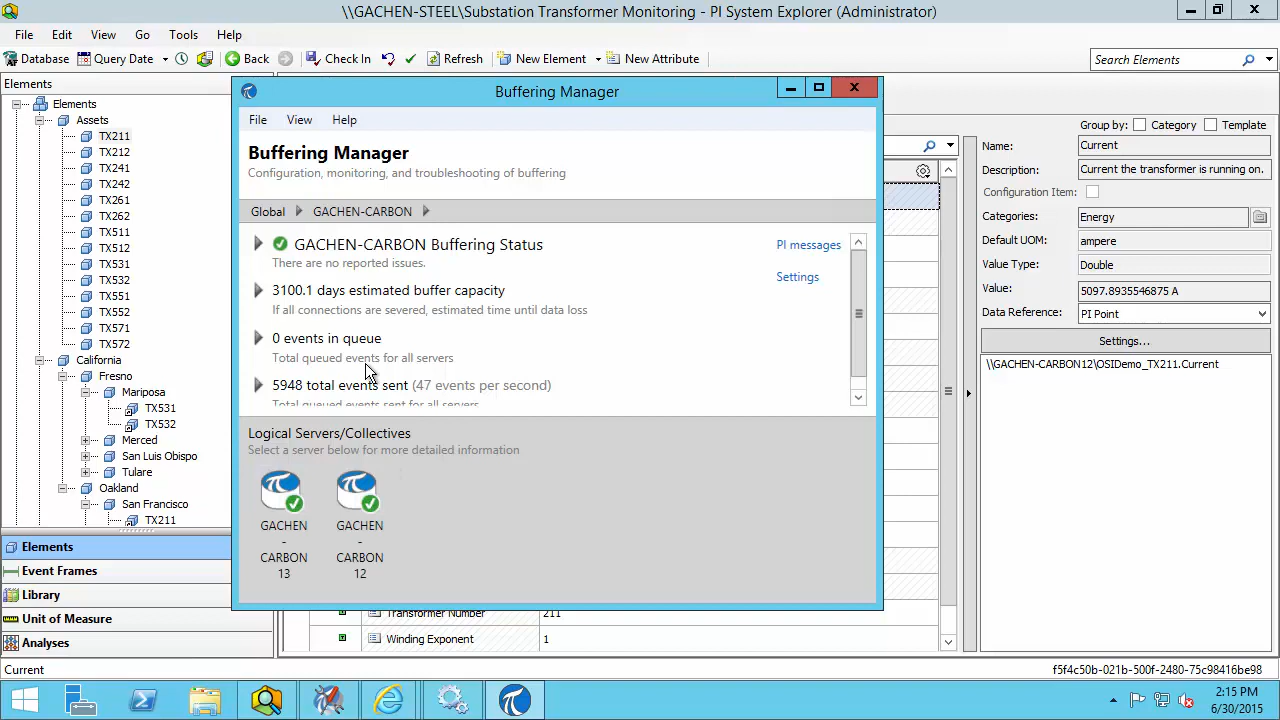 \\GACHEN-STEEL\Substation Transformer Monitoring - PI System Explorer (Administrator)
File Edit View Go Tools Help
Database Query Date Back Check In Refresh New Element New Attribute Search Elements
Elements
Elements
Assets
TX211
TX212
TX241
TX242
TX261
TX262
TX511
TX512
TX531
TX532
TX551
TX552
TX571
TX572
California
Fresno
Mariposa
TX531
TX532
Merced
San Luis Obispo
Tulare
Oakland
San Francisco
TX211
Elements
Event Frames
Library
Unit of Measure
Analyses
Buffering Manager
File View Help
Buffering Manager
Configuration, monitoring, and troubleshooting of buffering
Global GACHEN-CARBON
GACHEN-CARBON Buffering Status
There are no reported issues.
PI messages
Settings
3100.1 days estimated buffer capacity
If all connections are severed, estimated time until data loss
0 events in queue
Total queued events for all servers
5948 total events sent (47 events per second)
Total queued events sent for all servers
Logical Servers/Collectives
Select a server below for more detailed information
GACHEN
-
CARBON
13
GACHEN
-
CARBON
12
Transformer Number 211
Winding Exponent 1
Group by: Category Template
Name: Current
Description: Current the transformer is running on.
Configuration Item:
Categories: Energy
Default UOM: ampere
Value Type: Double
Value: 5097.8935546875 A
Data Reference: PI Point
Settings...
\\GACHEN-CARBON12\OSIDemo_TX211.Current
Current f5f4c50b-021b-500f-2480-75c98416be98
2:15 PM
6/30/2015